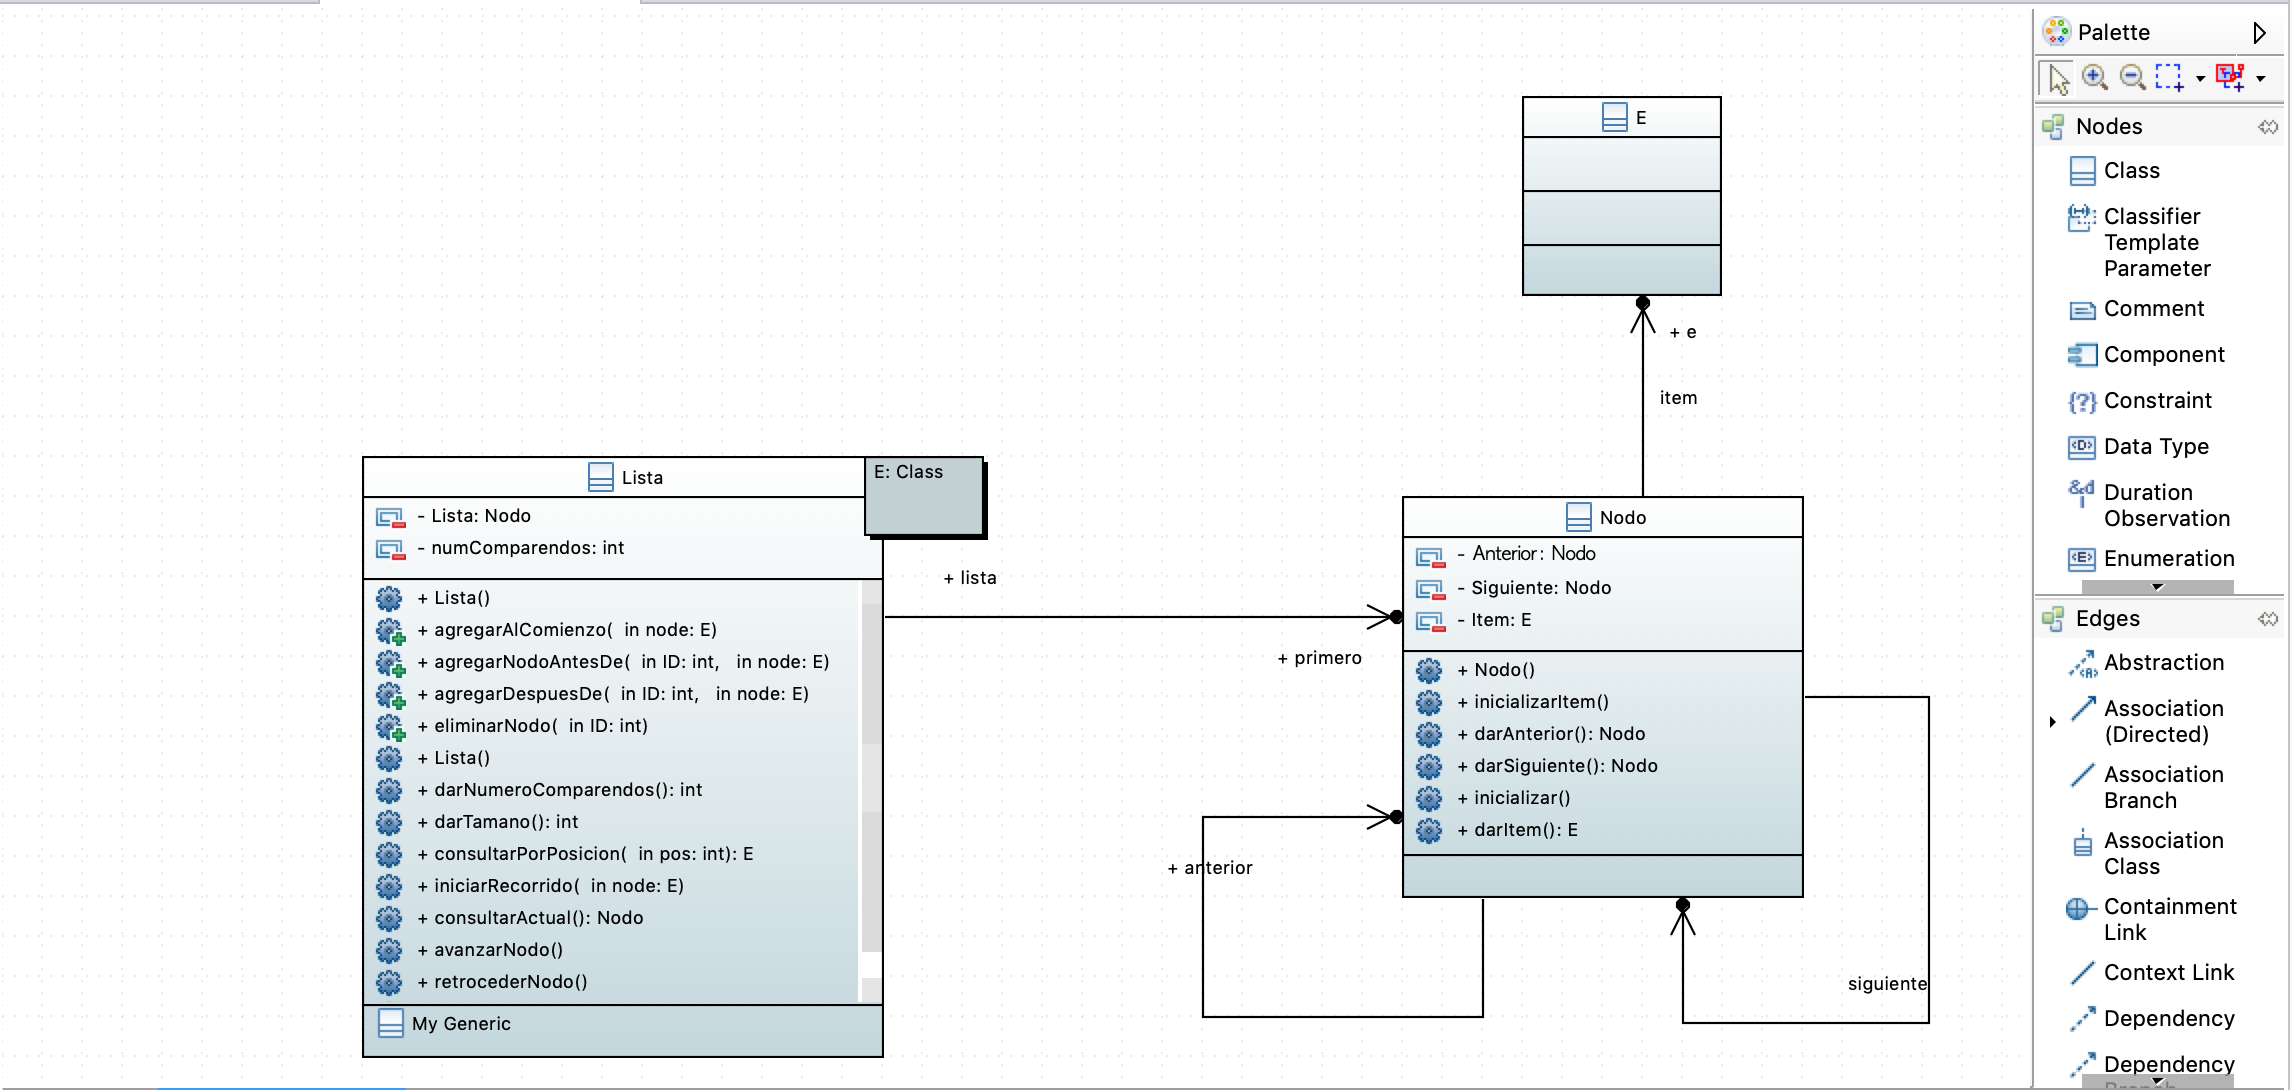 E
+ e
item
Lista
E: Class
- Lista: Nodo
- numComparendos: int
+ Lista()
+ agregarAlComienzo(  in node: E)
+ agregarNodoAntesDe(  in ID: int,   in node: E)
+ agregarDespuesDe(  in ID: int,   in node: E)
+ eliminarNodo(  in ID: int)
+ Lista()
+ darNumeroComparendos(): int
+ darTamano(): int
+ consultarPorPosicion(  in pos: int): E
+ iniciarRecorrido(  in node: E)
+ consultarActual(): Nodo
+ avanzarNodo()
+ retrocederNodo()
My Generic
+ lista
+ primero
Nodo
- Anterior: Nodo
- Siguiente: Nodo
- Item: E
+ Nodo()
+ inicializarItem()
+ darAnterior(): Nodo
+ darSiguiente(): Nodo
+ inicializar()
+ darItem(): E
+ anterior
siguiente
Palette
Nodes
Class
Classifier
Template
Parameter
Comment
Component
{?} Constraint
<D> Data Type
&d Duration
Observation
<E> Enumeration
Edges
<A> Abstraction
Association
(Directed)
Association
Branch
Association
Class
Containment
Link
Context Link
Dependency
Dependency
Branch